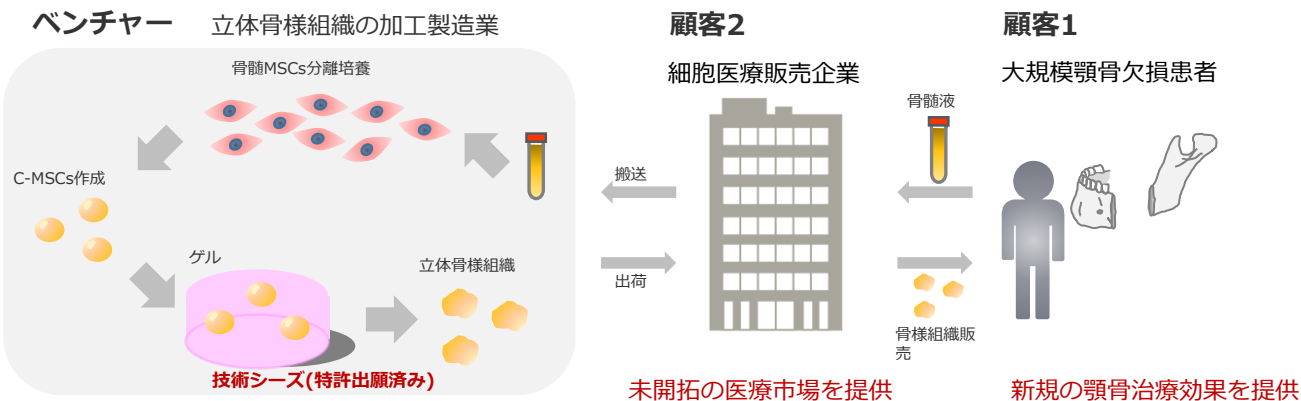 ベンチャー 立体骨様組織の加工製造業
骨髄MSCs分離培養
C-MSCs作成
ゲル
立体骨様組織
技術シーズ(特許出願済み)
搬送
出荷
顧客2
細胞医療販売企業
未開拓の医療市場を提供
骨髄液
骨様組織販
売
顧客1
大規模顎骨欠損患者
新規の顎骨治療効果を提供